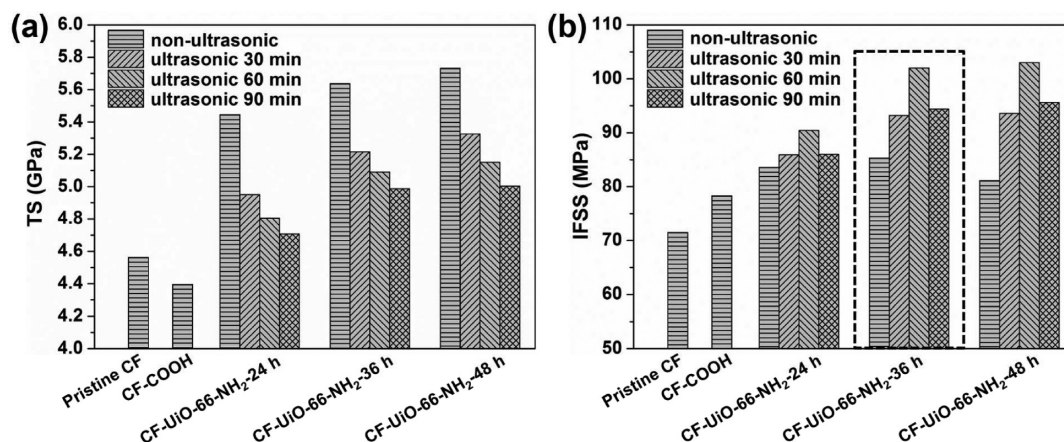 (a)
non-ultrasonic
ultrasonic 30 min
ultrasonic 60 min
ultrasonic 90 min
TS (GPa)
6.0
5.8
5.6
5.4
5.2
5.0
4.8
4.6
4.4
4.2
4.0
Pristine CF
CF-COOH
CF-UiO-66-NH₂-24 h
CF-UiO-66-NH₂-36 h
CF-UiO-66-NH₂-48 h
(b)
non-ultrasonic
ultrasonic 30 min
ultrasonic 60 min
ultrasonic 90 min
IFSS (MPa)
110
100
90
80
70
60
50
Pristine CF
CF-COOH
CF-UiO-66-NH₂-24 h
CF-UiO-66-NH₂-36 h
CF-UiO-66-NH₂-48 h